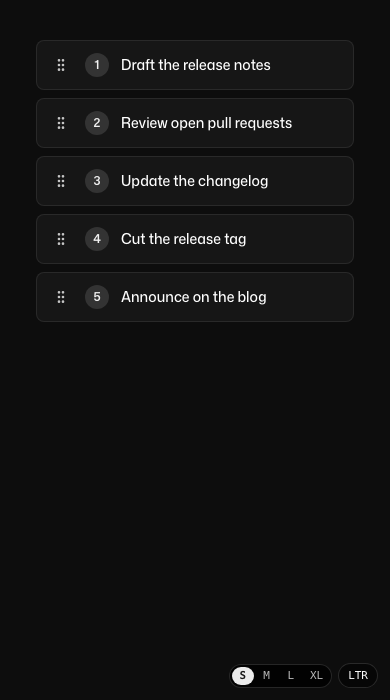 1 Draft the release notes
2 Review open pull requests
3 Update the changelog
4 Cut the release tag
5 Announce on the blog
S M L XL LTR